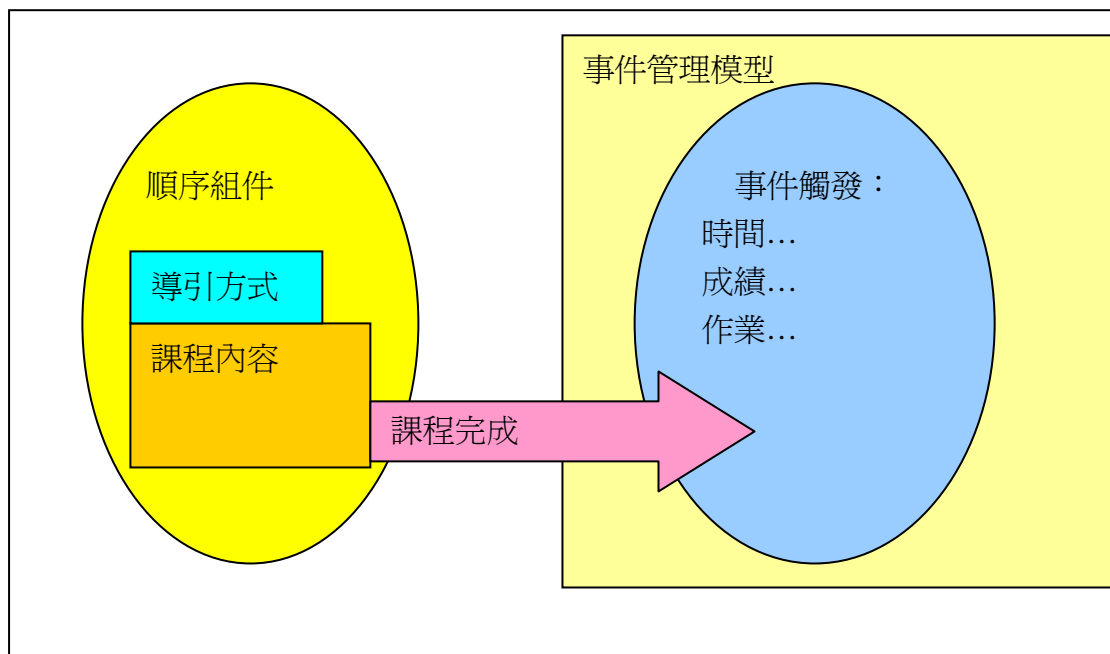 順序組件
導引方式
課程內容
課程完成
事件管理模型
事件觸發：
時間…
成績…
作業…